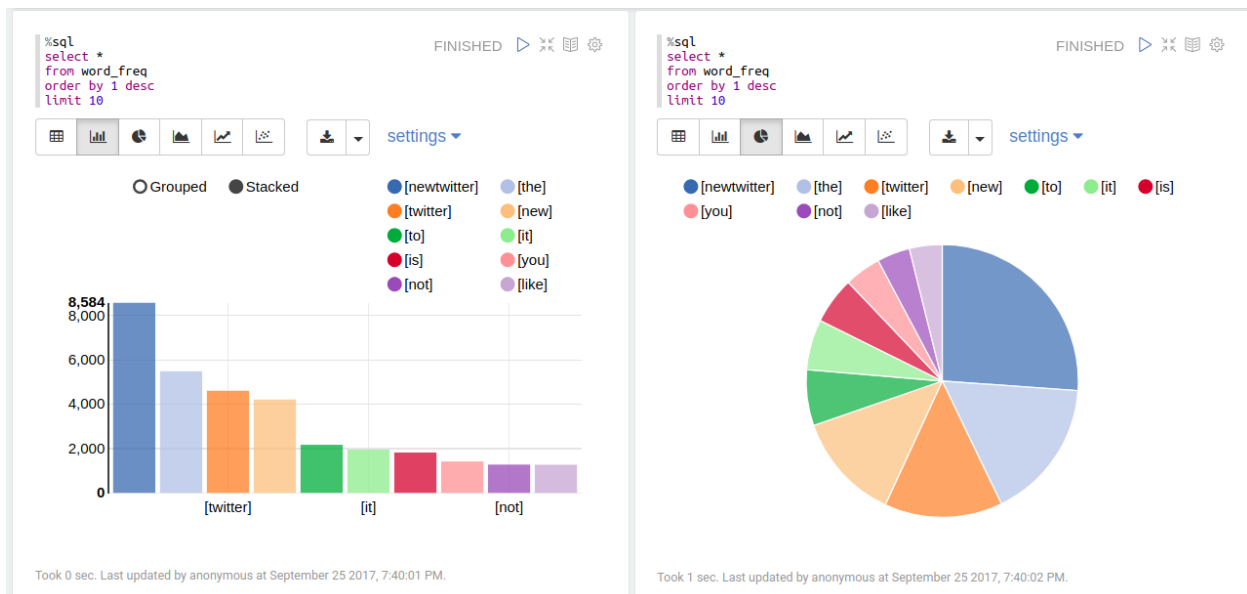 %sql
select *
from word_freq
order by 1 desc
limit 10
FINISHED
settings
Grouped Stacked
[newtwitter] [the]
[twitter] [new]
[to] [it]
[is] [you]
[not] [like]
8,584
8,000
6,000
4,000
2,000
0
[twitter] [it] [not]
Took 0 sec. Last updated by anonymous at September 25 2017, 7:40:01 PM.
%sql
select *
from word_freq
order by 1 desc
limit 10
FINISHED
settings
[newtwitter] [the] [twitter] [new] [to] [it] [is]
[you] [not] [like]
Took 1 sec. Last updated by anonymous at September 25 2017, 7:40:02 PM.